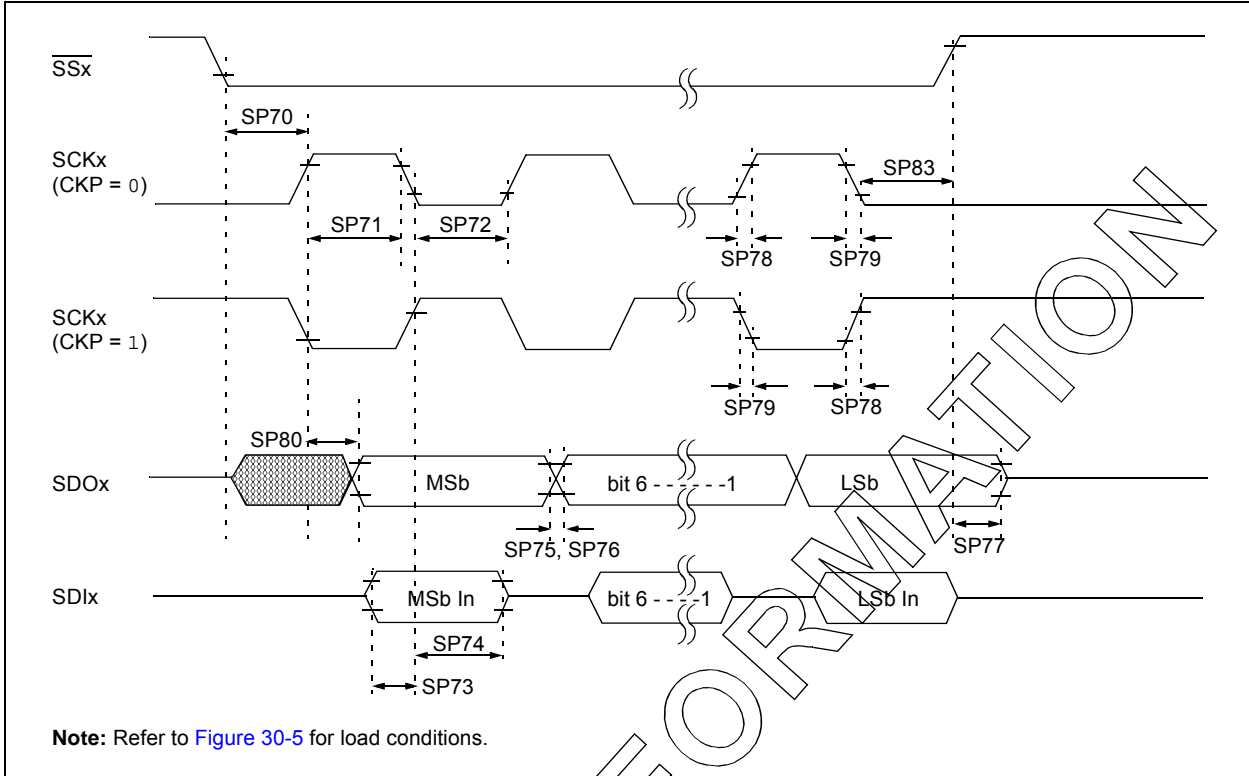 SSx
SP70
SCKx
(CKP = 0)
SP83
SP71
SP72
SP78
SP79
SCKx
(CKP = 1)
SP79
SP78
SP80
SDOx
MSb
bit 6 - - - - - -1
LSb
SP75, SP76
SP77
SDIx
MSb In
bit 6 - - - -1
LSb In
SP74
SP73
Note: Refer to Figure 30-5 for load conditions.
FORMATION